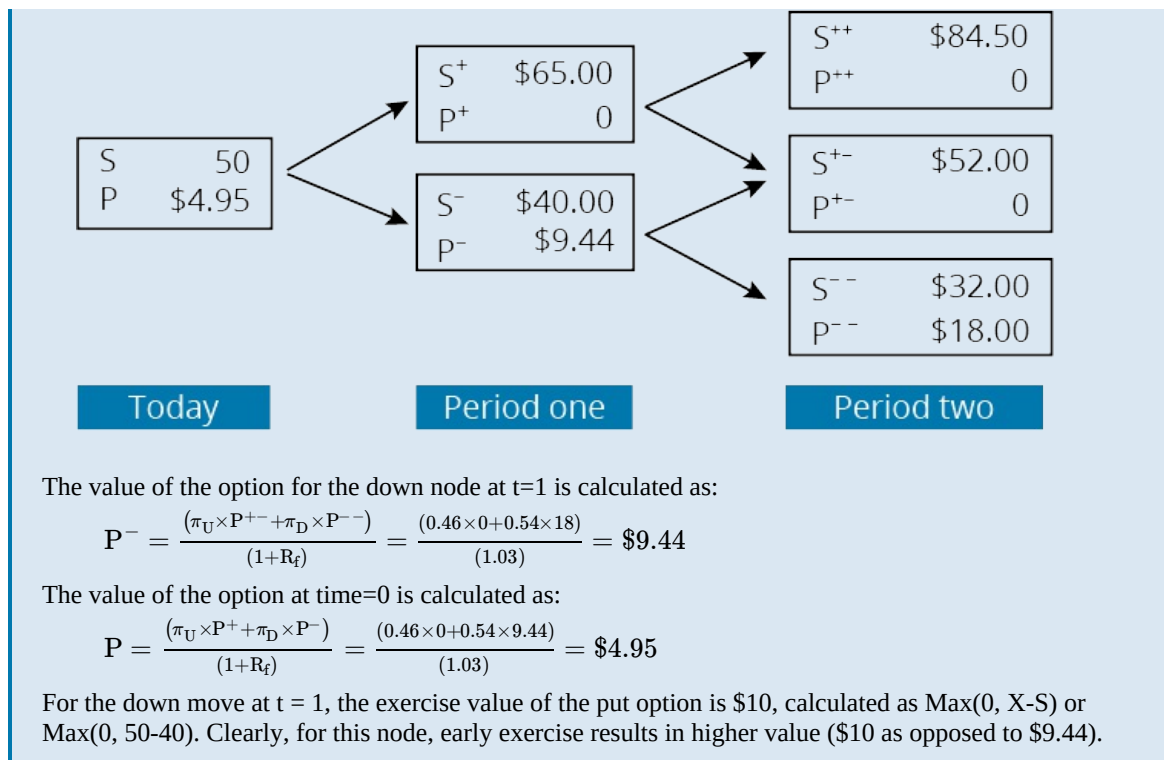 S⁺⁺ $84.50
P⁺⁺ 0
S⁺ $65.00
P⁺ 0
S 50
P $4.95
S⁺⁻ $52.00
P⁺⁻ 0
S⁻ $40.00
P⁻ $9.44
S⁻⁻ $32.00
P⁻⁻ $18.00
Today Period one Period two
The value of the option for the down node at t=1 is calculated as:
P⁻ = (π_U×P⁺⁻+π_D×P⁻⁻)/(1+R_f) = (0.46×0+0.54×18)/(1.03) = $9.44
The value of the option at time=0 is calculated as:
P = (π_U×P⁺+π_D×P⁻)/(1+R_f) = (0.46×0+0.54×9.44)/(1.03) = $4.95
For the down move at t = 1, the exercise value of the put option is $10, calculated as Max(0, X-S) or
Max(0, 50-40). Clearly, for this node, early exercise results in higher value ($10 as opposed to $9.44).